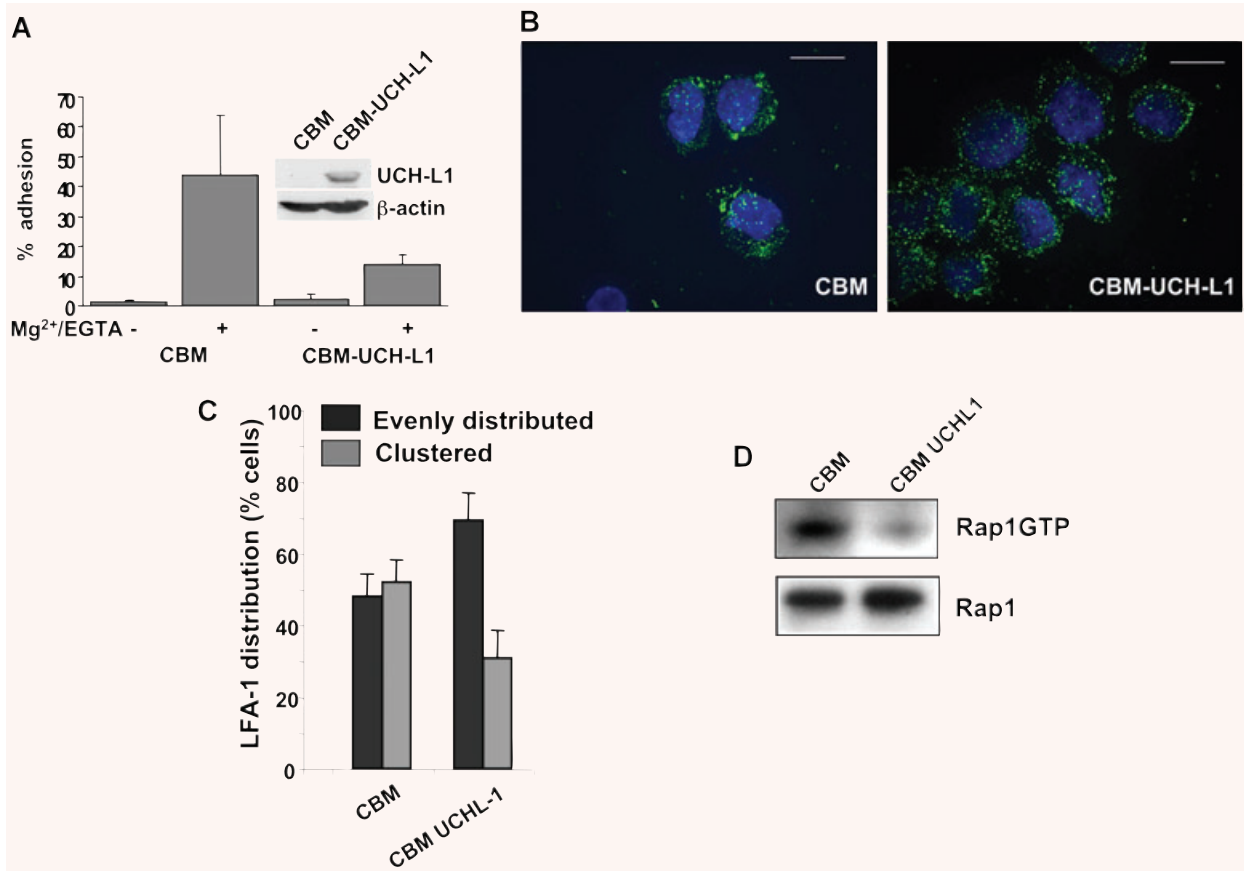 A
% adhesion
70
60
50
40
30
20
10
0
CBM
CBM-UCH-L1
UCH-L1
β-actin
Mg²⁺/EGTA - + - +
CBM CBM-UCH-L1
B
CBM
CBM-UCH-L1
C
LFA-1 distribution (% cells)
100
80
60
40
20
0
Evenly distributed
Clustered
CBM
CBM UCHL-1
D
CBM
CBM UCHL1
Rap1GTP
Rap1